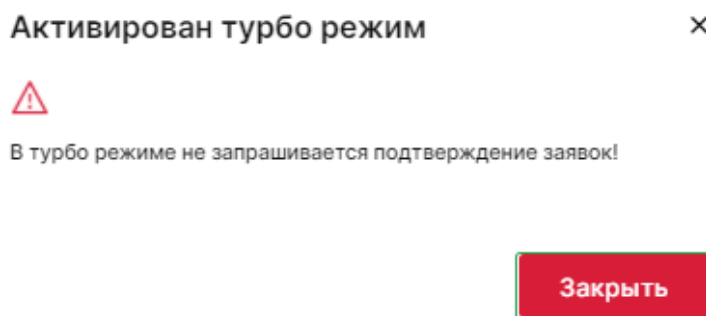 Активирован турбо режим
В турбо режиме не запрашивается подтверждение заявок!
Закрыть